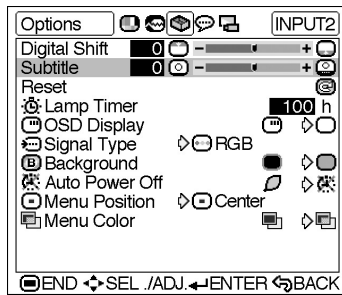 Options INPUT2
Digital Shift 0 - +
Subtitle 0 - +
Reset
Lamp Timer 100 h
OSD Display
Signal Type RGB
B Background
Auto Power Off
Menu Position Center
Menu Color
END SEL ./ADJ. ENTER BACK